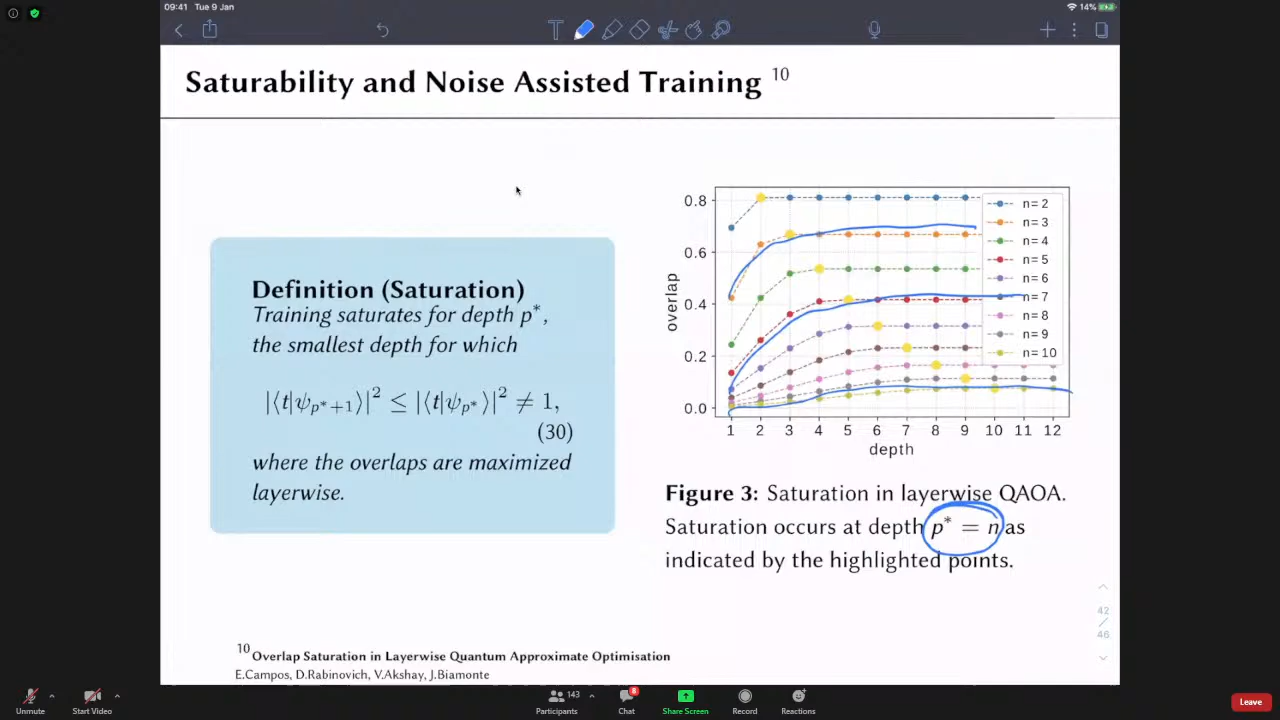 09:41 Tue 9 Jan
14%
Saturability and Noise Assisted Training 10
Definition (Saturation)
Training saturates for depth p*,
the smallest depth for which
|⟨t|ψ_{p*+1}⟩|² ≤ |⟨t|ψ_{p*}⟩|² ≠ 1,
(30)
where the overlaps are maximized
layerwise.
overlap
0.8
0.6
0.4
0.2
0.0
n= 2
n= 3
n= 4
n= 5
n= 6
n= 7
n= 8
n= 9
n= 10
1 2 3 4 5 6 7 8 9 10 11 12
depth
Figure 3: Saturation in layerwise QAOA.
Saturation occurs at depth p* = n as
indicated by the highlighted points.
42
/
46
10 Overlap Saturation in Layerwise Quantum Approximate Optimisation
E.Campos, D.Rabinovich, V.Akshay, J.Biamonte
Unmute
Start Video
Participants 143
Chat 8
Share Screen
Record
Reactions
Leave